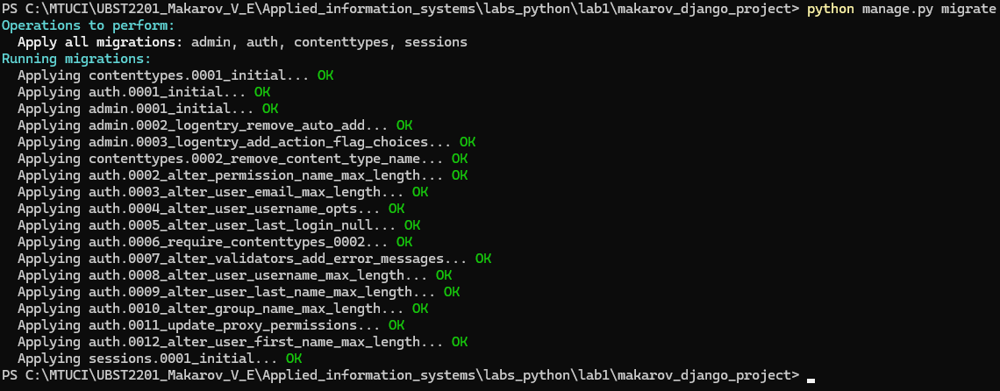 PS C:\MTUCI\UBST2201_Makarov_V_E\Applied_information_systems\labs_python\lab1\makarov_django_project> python manage.py migrate
Operations to perform:
  Apply all migrations: admin, auth, contenttypes, sessions
Running migrations:
  Applying contenttypes.0001_initial... OK
  Applying auth.0001_initial... OK
  Applying admin.0001_initial... OK
  Applying admin.0002_logentry_remove_auto_add... OK
  Applying admin.0003_logentry_add_action_flag_choices... OK
  Applying contenttypes.0002_remove_content_type_name... OK
  Applying auth.0002_alter_permission_name_max_length... OK
  Applying auth.0003_alter_user_email_max_length... OK
  Applying auth.0004_alter_user_username_opts... OK
  Applying auth.0005_alter_user_last_login_null... OK
  Applying auth.0006_require_contenttypes_0002... OK
  Applying auth.0007_alter_validators_add_error_messages... OK
  Applying auth.0008_alter_user_username_max_length... OK
  Applying auth.0009_alter_user_last_name_max_length... OK
  Applying auth.0010_alter_group_name_max_length... OK
  Applying auth.0011_update_proxy_permissions... OK
  Applying auth.0012_alter_user_first_name_max_length... OK
  Applying sessions.0001_initial... OK
PS C:\MTUCI\UBST2201_Makarov_V_E\Applied_information_systems\labs_python\lab1\makarov_django_project>